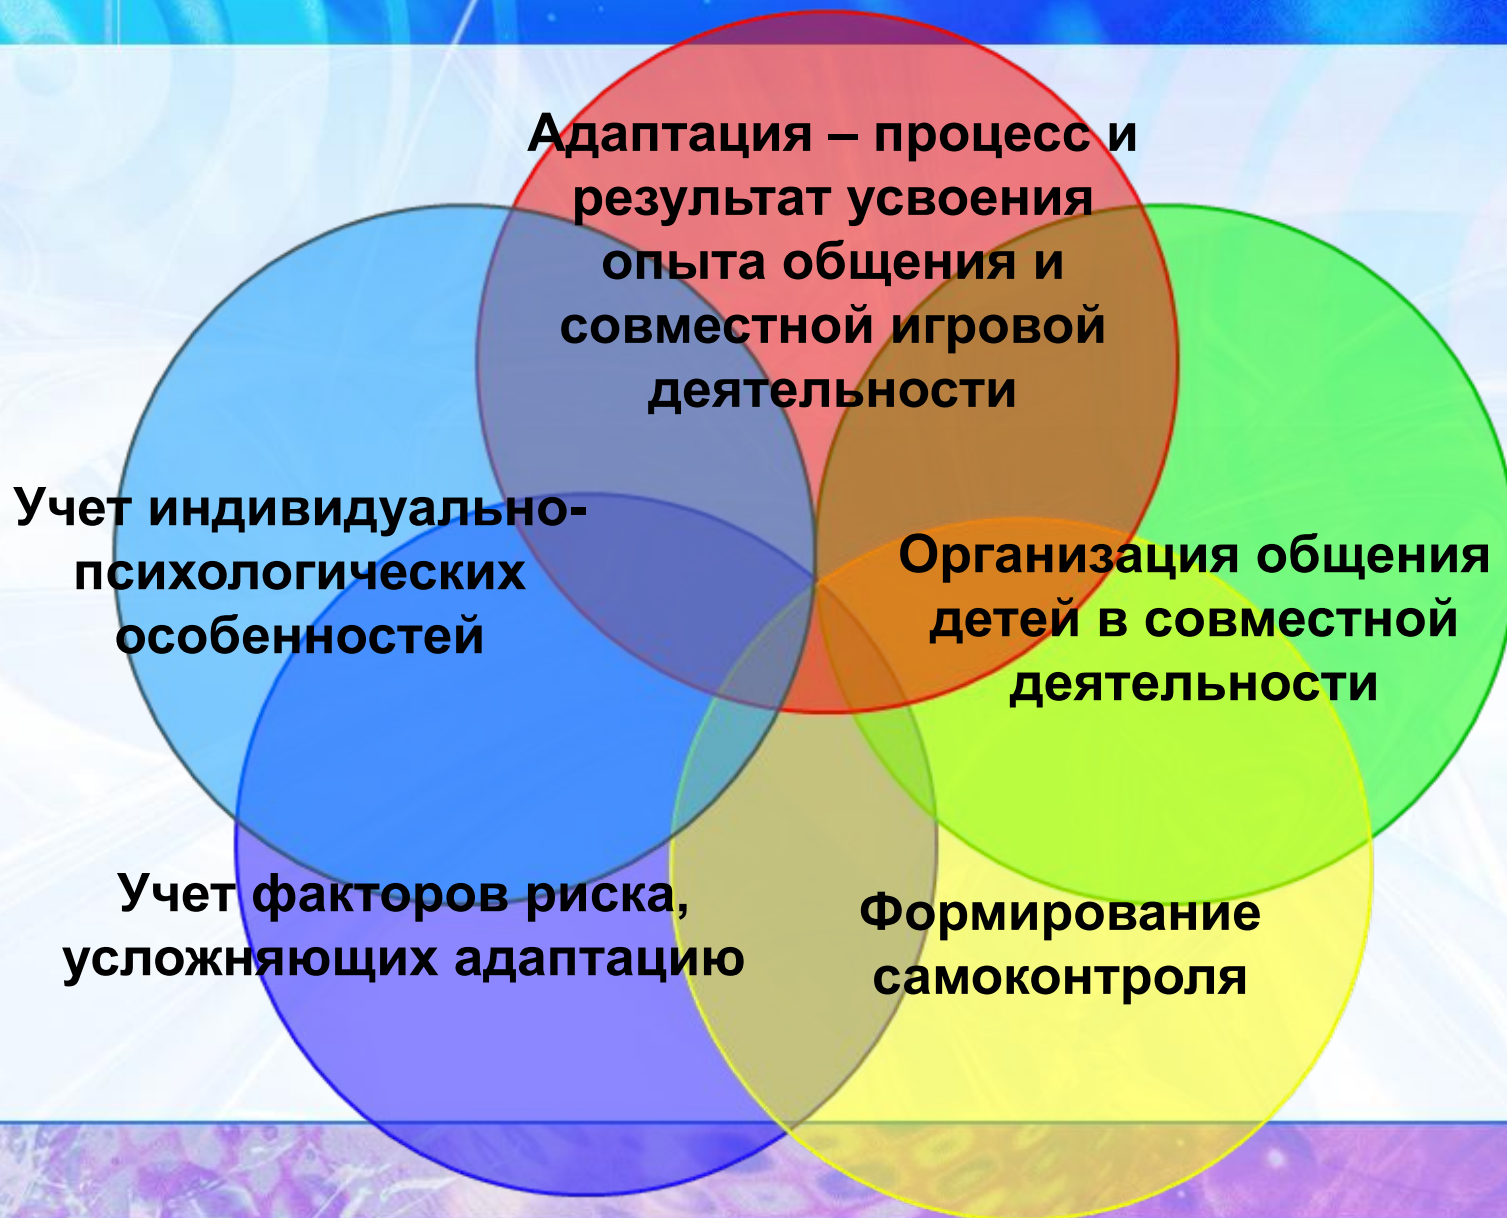 Адаптация – процесс и
результат усвоения
опыта общения и
совместной игровой
деятельности
Учет индивидуально-
психологических
особенностей
Организация общения
детей в совместной
деятельности
Учет факторов риска,
усложняющих адаптацию
Формирование
самоконтроля